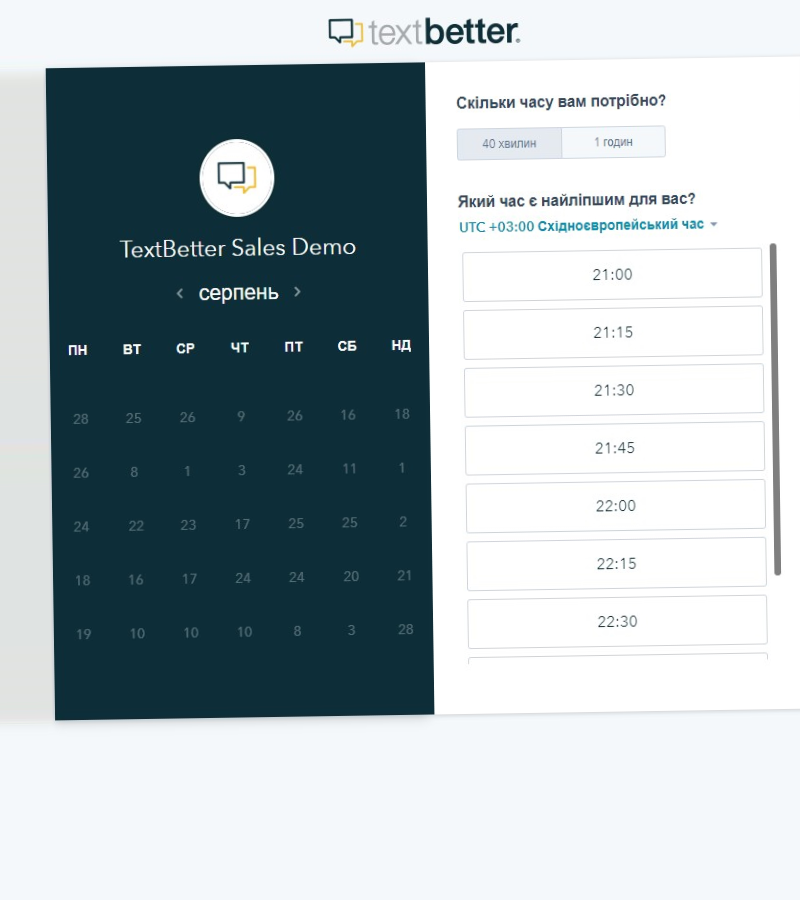 textbetter.
TextBetter Sales Demo
серпень
ПН ВТ СР ЧТ ПТ СБ НД
28 25 26 9 26 16 18
26 8 1 3 24 11 1
24 22 23 17 25 25 2
18 16 17 24 24 20 21
19 10 10 10 8 3 28
Скільки часу вам потрібно?
40 хвилин 1 годин
Який час є найліпшим для вас?
UTC +03:00 Східноєвропейський час
21:00
21:15
21:30
21:45
22:00
22:15
22:30